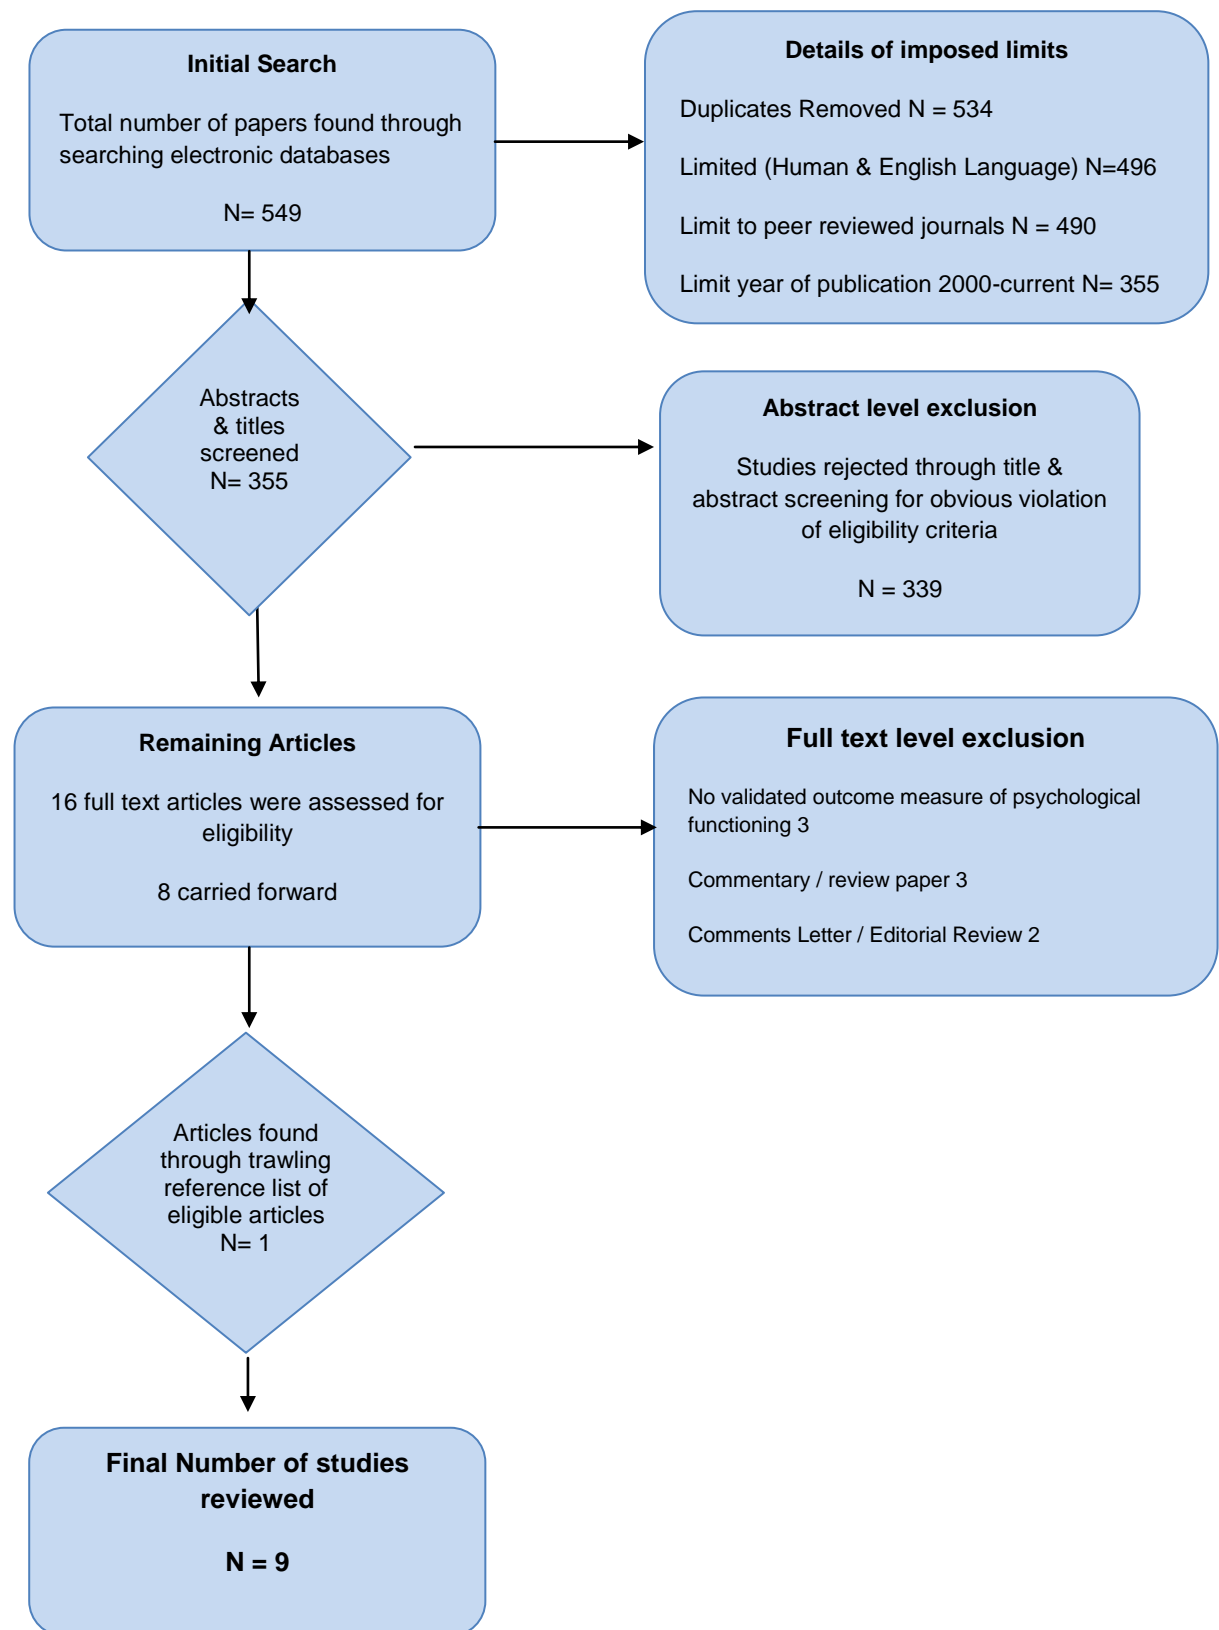 Initial Search
Total number of papers found through
searching electronic databases
N= 549
Details of imposed limits
Duplicates Removed N = 534
Limited (Human & English Language) N=496
Limit to peer reviewed journals N = 490
Limit year of publication 2000-current N= 355
Abstracts
& titles
screened
N= 355
Abstract level exclusion
Studies rejected through title &
abstract screening for obvious violation
of eligibility criteria
N = 339
Remaining Articles
16 full text articles were assessed for
eligibility
8 carried forward
Full text level exclusion
No validated outcome measure of psychological
functioning 3
Commentary / review paper 3
Comments Letter / Editorial Review 2
Articles found
through trawling
reference list of
eligible articles
N= 1
Final Number of studies
reviewed
N = 9